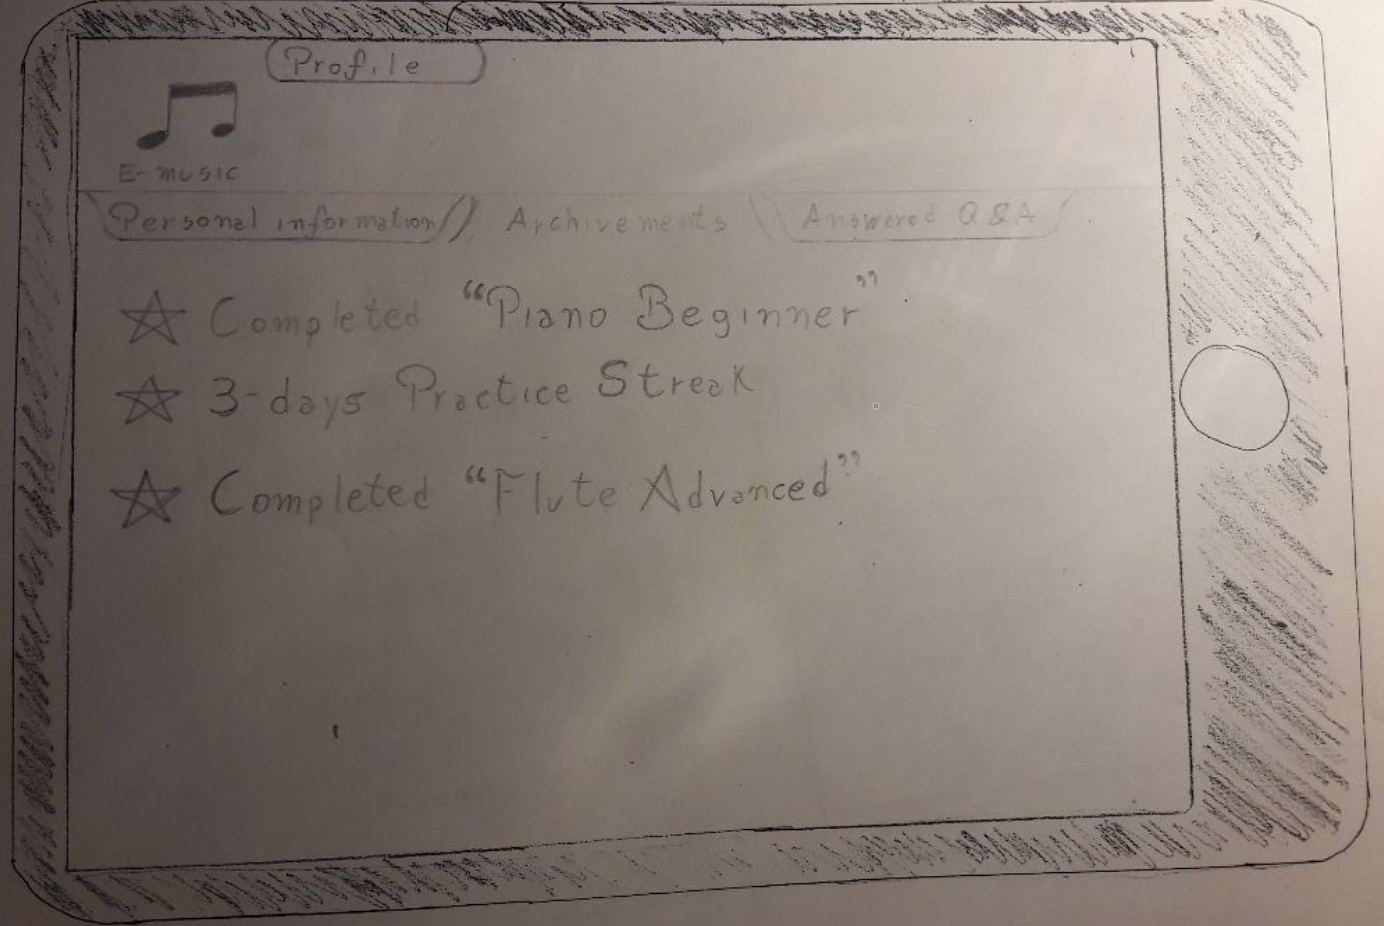 Profile
E-music
Personal information Archivements Answered Q&A
Completed “Piano Beginner”
3-days Practice Streak
Completed “Flute Advanced”